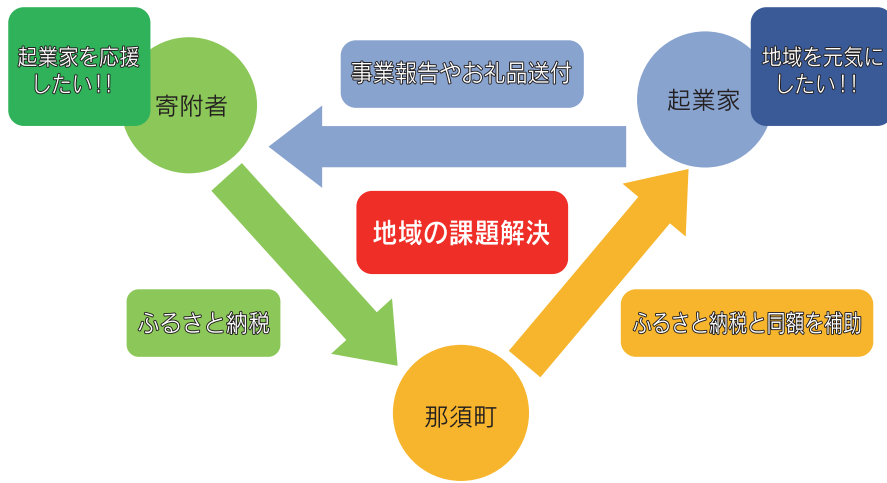 起業家を応援
したい!!
寄附者
事業報告やお礼品送付
起業家
地域を元気に
したい!!
地域の課題解決
ふるさと納税
ふるさと納税と同額を補助
那須町